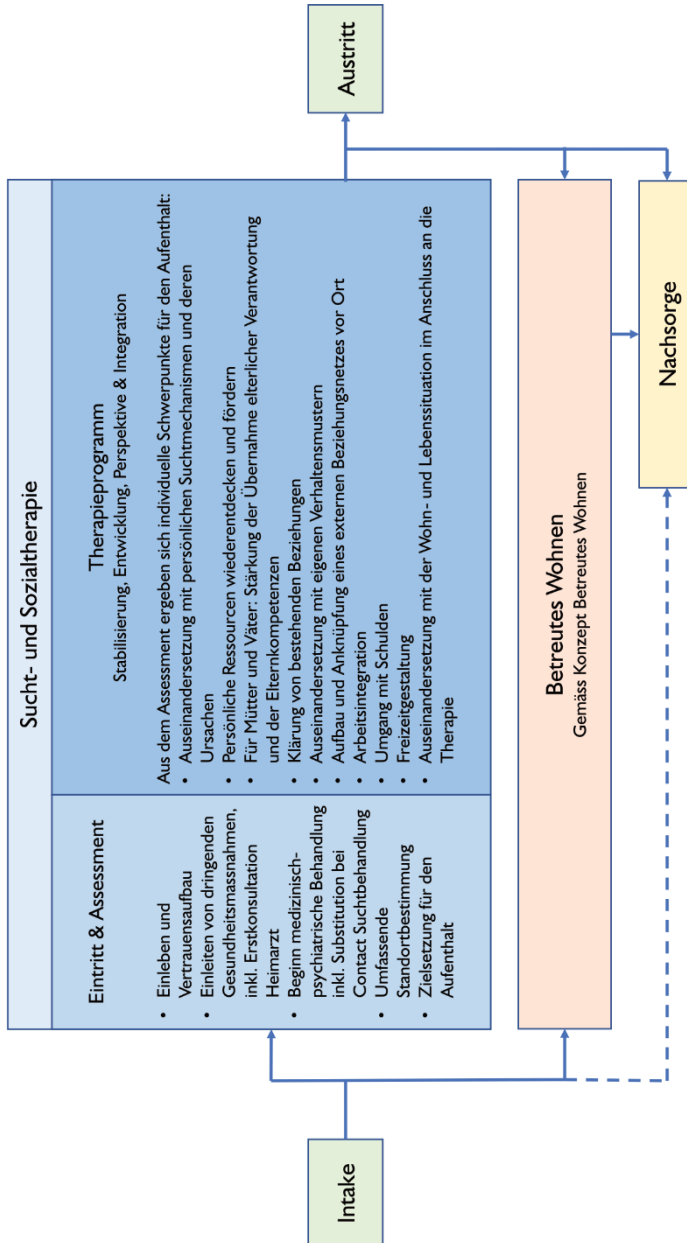 Sucht- und Sozialtherapie
Eintritt & Assessment
• Einleben und
Vertrauensaufbau
• Einleiten von dringenden
Gesundheitsmassnahmen,
inkl. Erstkonsultation
Heimarzt
• Beginn medizinisch-
psychiatrische Behandlung
inkl. Substitution bei
Contact Suchtbehandlung
• Umfassende
Standortbestimmung
• Zielsetzung für den
Aufenthalt
Therapieprogramm
Stabilisierung, Entwicklung, Perspektive & Integration
Aus dem Assessment ergeben sich individuelle Schwerpunkte für den Aufenthalt:
• Auseinandersetzung mit persönlichen Suchtmechanismen und deren
Ursachen
• Persönliche Ressourcen wiederentdecken und fördern
• Für Mütter und Väter: Stärkung der Übernahme elterlicher Verantwortung
und der Elternkompetenzen
• Klärung von bestehenden Beziehungen
• Auseinandersetzung mit eigenen Verhaltensmustern
• Aufbau und Anknüpfung eines externen Beziehungsnetzes vor Ort
• Arbeitsintegration
• Umgang mit Schulden
• Freizeitgestaltung
• Auseinandersetzung mit der Wohn- und Lebenssituation im Anschluss an die
Therapie
Intake
Austritt
Betreutes Wohnen
Gemäss Konzept Betreutes Wohnen
Nachsorge